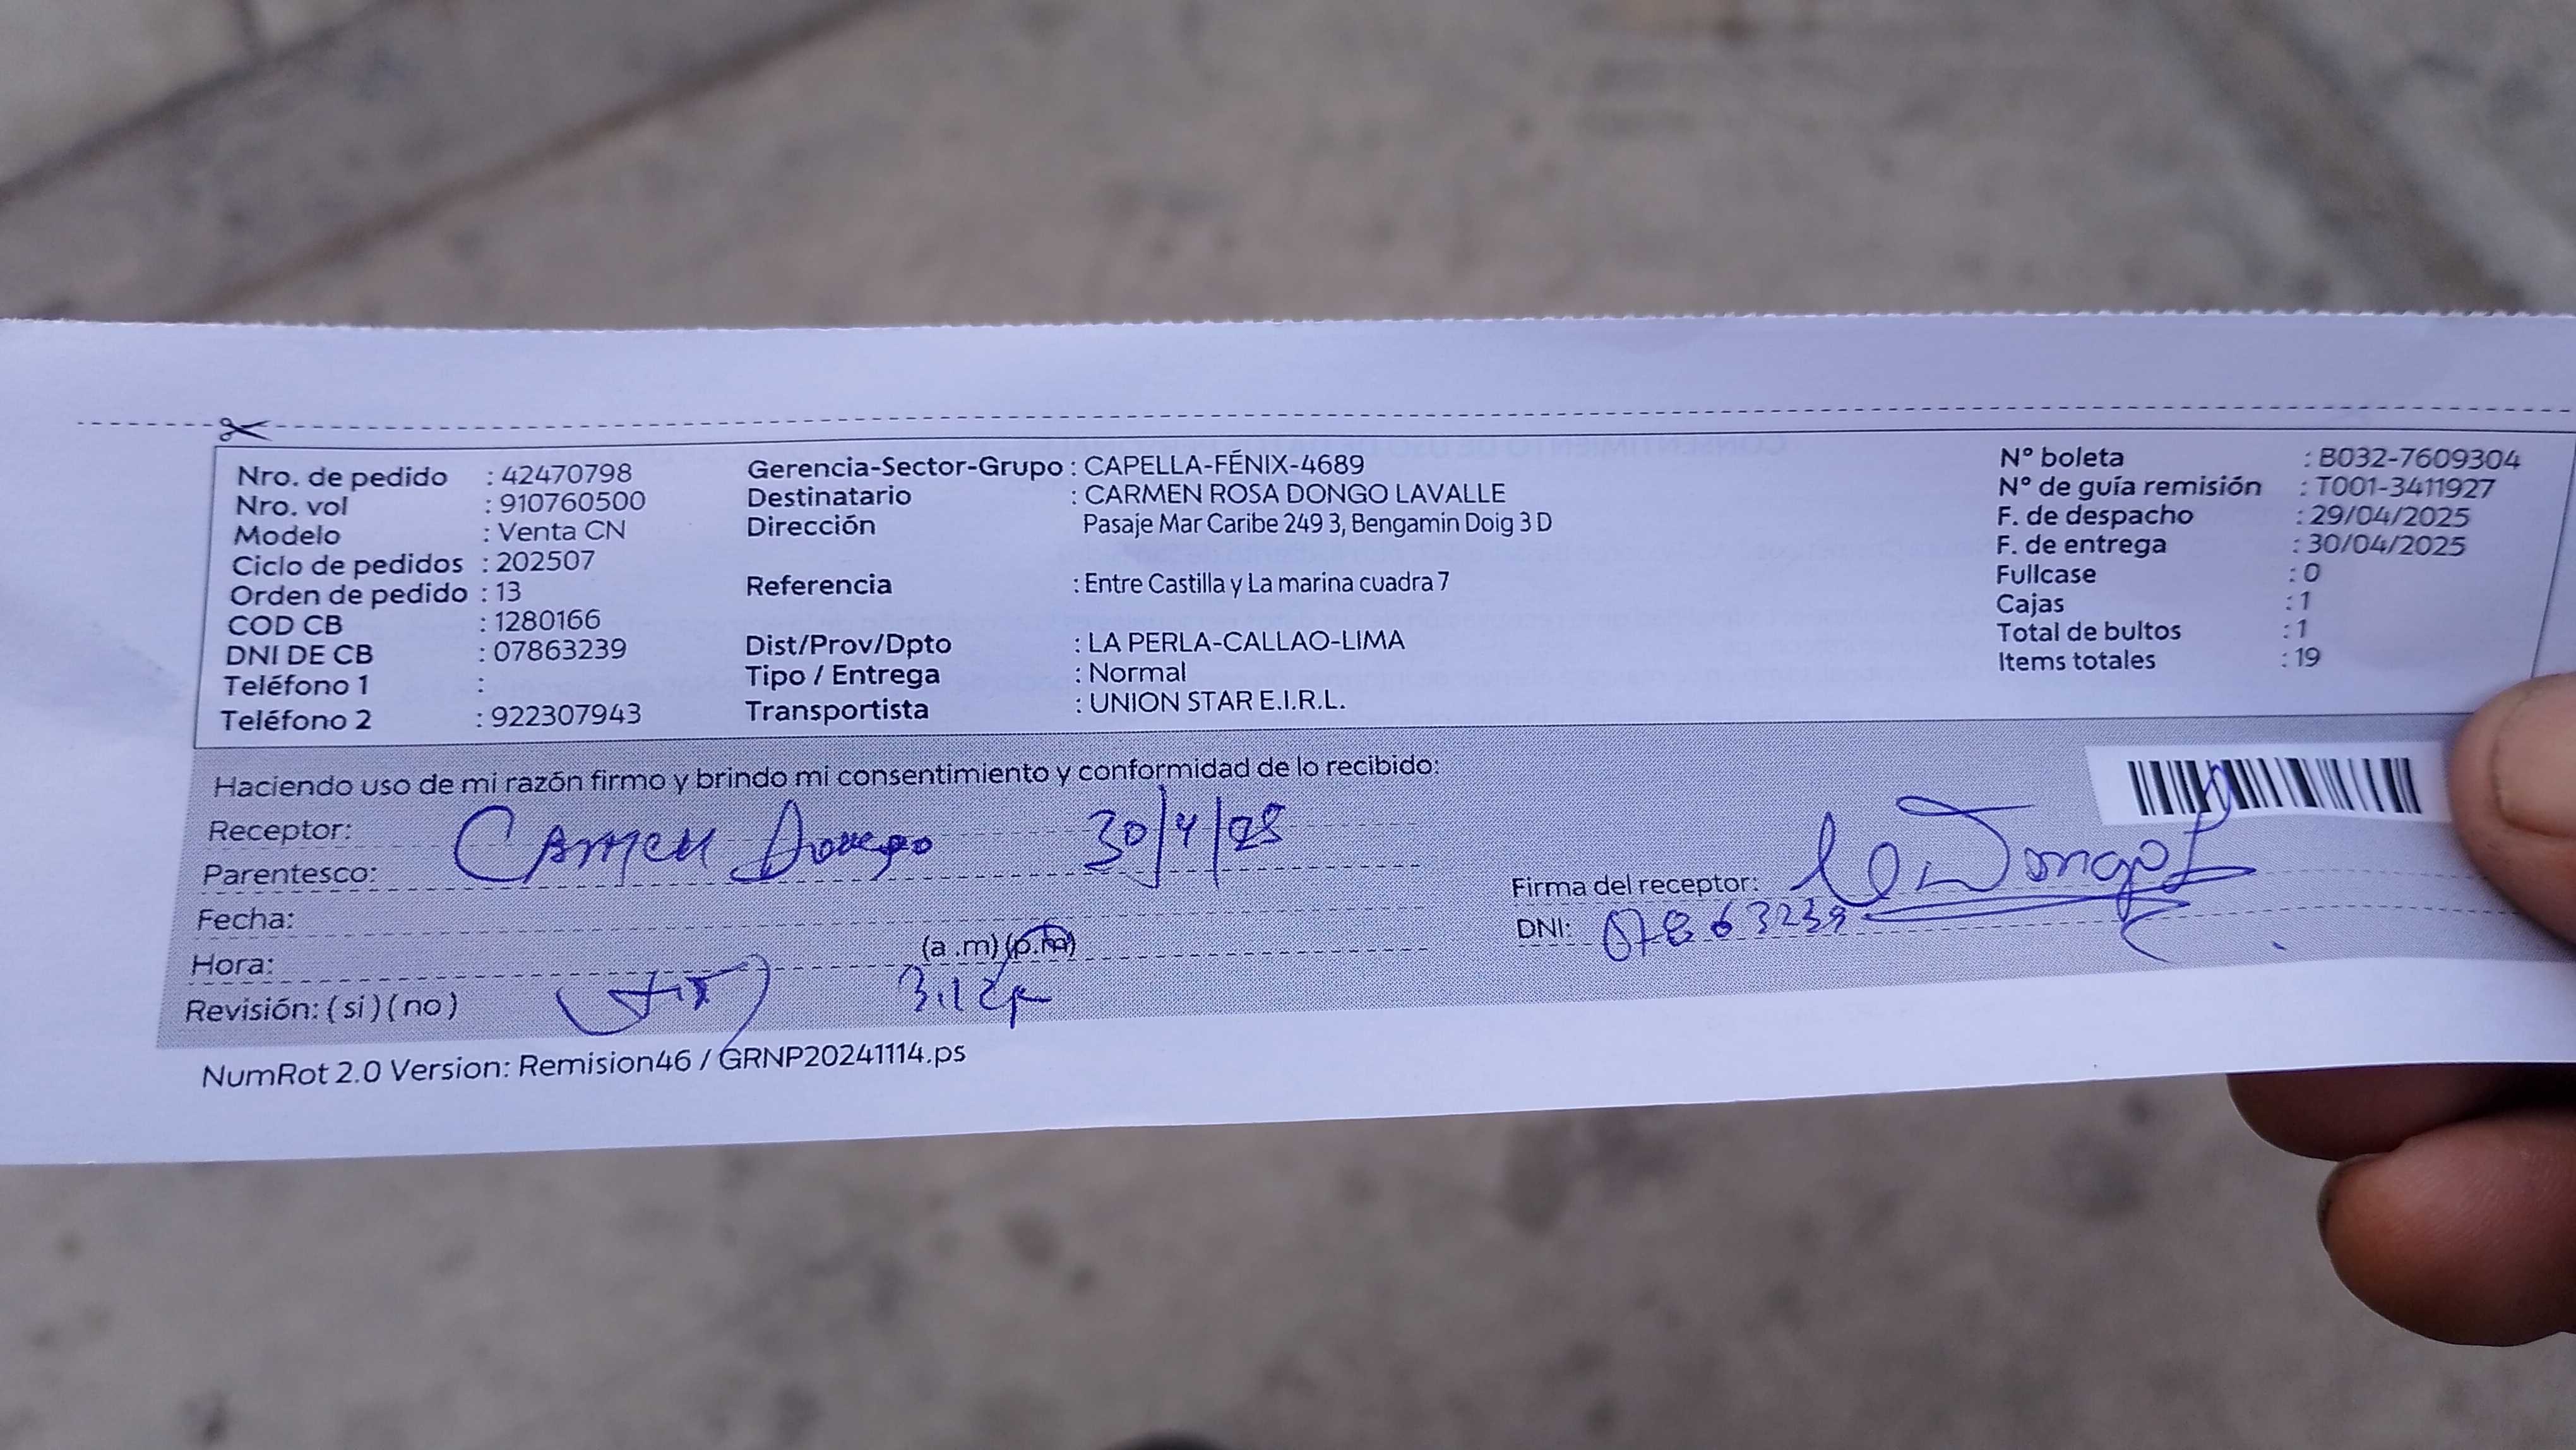 Nro. de pedido : 42470798
Nro. vol : 910760500
Modelo : Venta CN
Ciclo de pedidos : 202507
Orden de pedido : 13
COD CB : 1280166
DNI DE CB : 07863239
Teléfono 1 :
Teléfono 2 : 922307943
Gerencia-Sector-Grupo : CAPELLA-FÉNIX-4689
Destinatario : CARMEN ROSA DONGO LAVALLE
Dirección Pasaje Mar Caribe 249 3, Bengamin Doig 3 D
Referencia : Entre Castilla y La marina cuadra 7
Dist/Prov/Dpto : LA PERLA-CALLAO-LIMA
Tipo / Entrega : Normal
Transportista : UNION STAR E.I.R.L.
Nº boleta : B032-7609304
Nº de guía remisión : T001-3411927
F. de despacho : 29/04/2025
F. de entrega : 30/04/2025
Fullcase : 0
Cajas : 1
Total de bultos : 1
Items totales : 19
Haciendo uso de mi razón firmo y brindo mi consentimiento y conformidad de lo recibido:
Receptor: Carmen Dongo 30/4/25
Parentesco:
Fecha:
Hora: (a .m) (p.m)
3:12p
Revisión: ( si ) ( no )
Firma del receptor: Dongo L
DNI: 07863239
NumRot 2.0 Version: Remision46 / GRNP20241114.ps